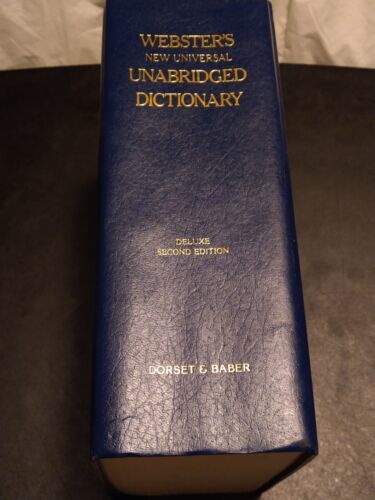 WEBSTER'S
NEW UNIVERSAL
UNABRIDGED
DICTIONARY
DELUXE
SECOND EDITION
DORSET & BABER